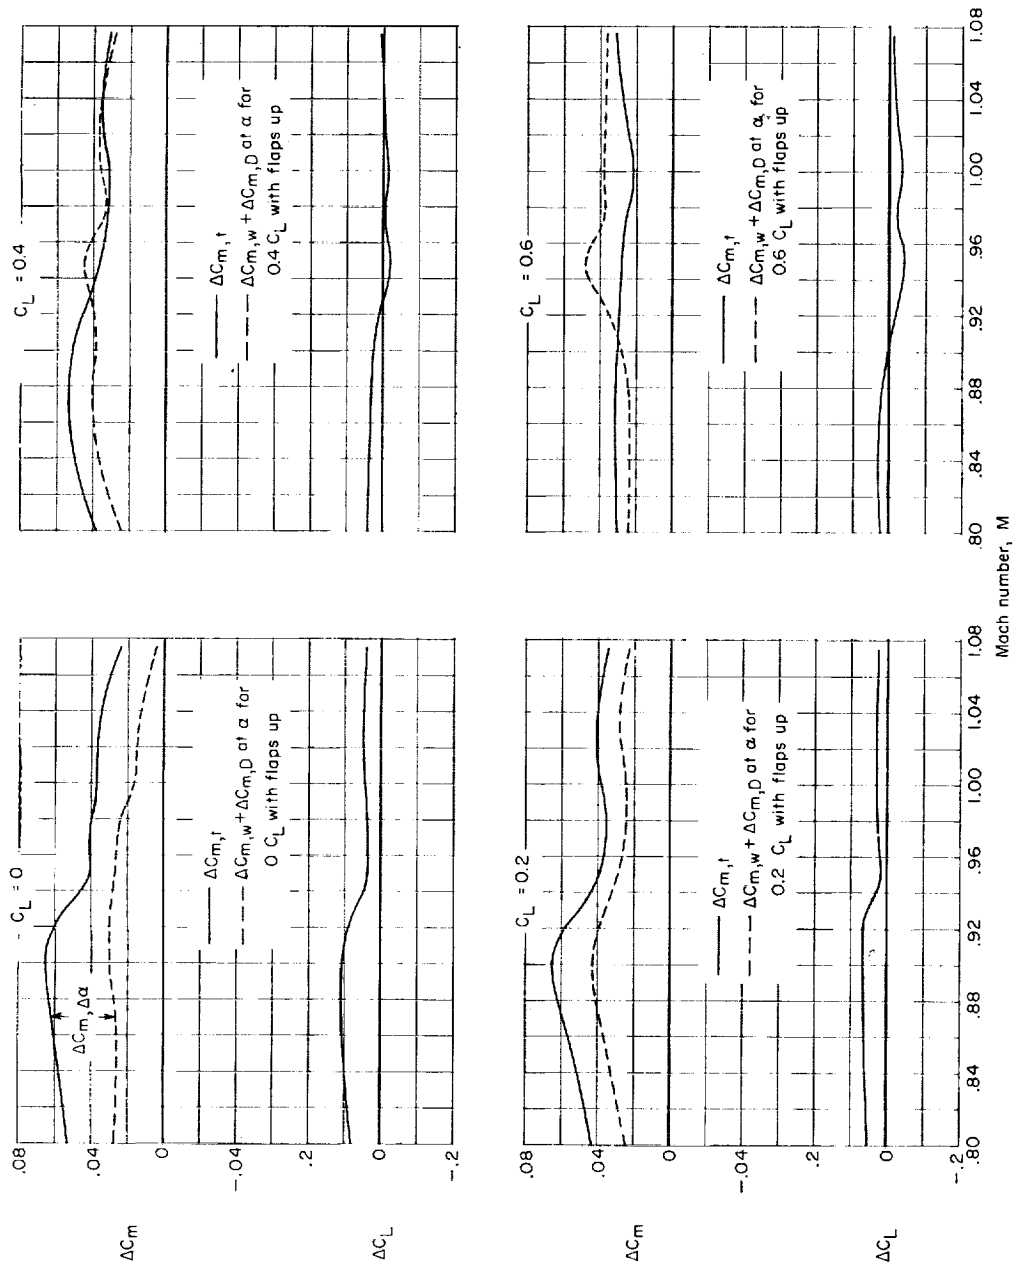 C_L = 0
.08
.04
0
-.04
.2
0
-.2
ΔC_m
ΔC_L
ΔC_m,Δα
ΔC_m,t
ΔC_m,w + ΔC_m,D at α for
0 C_L with flaps up
C_L = 0.4
ΔC_m,t
ΔC_m,w + ΔC_m,D at α for
0.4 C_L with flaps up
C_L = 0.2
.08
.04
0
-.04
.2
0
-.2
ΔC_m
ΔC_L
ΔC_m,t
ΔC_m,w + ΔC_m,D at α for
0.2 C_L with flaps up
.80 .84 .88 .92 .96 1.00 1.04 1.08
C_L = 0.6
ΔC_m,t
ΔC_m,w + ΔC_m,D at α for
0.6 C_L with flaps up
.80 .84 .88 .92 .96 1.00 1.04 1.08
Mach number, M